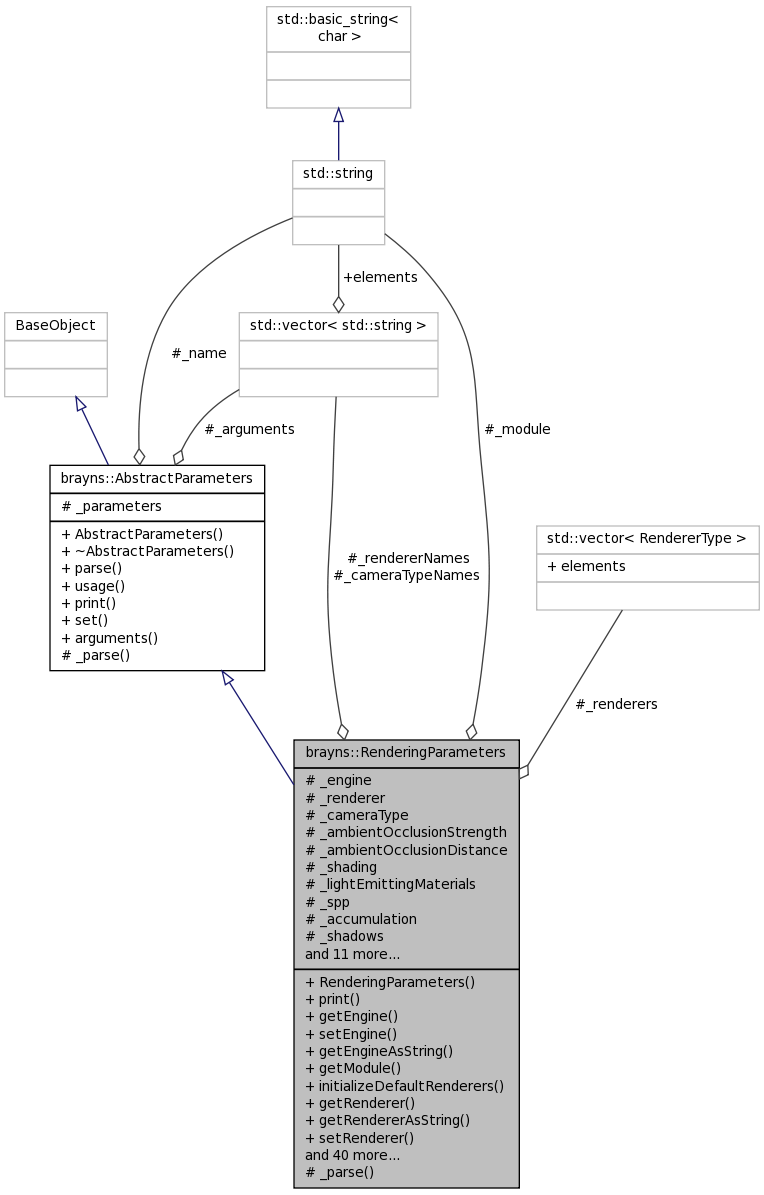 std::basic_string<
char >
std::string
+elements
BaseObject
std::vector< std::string >
#_name
#_arguments
#_module
brayns::AbstractParameters
# _parameters
+ AbstractParameters()
+ ~AbstractParameters()
+ parse()
+ usage()
+ print()
+ set()
+ arguments()
# _parse()
#_rendererNames
#_cameraTypeNames
std::vector< RendererType >
+ elements
#_renderers
brayns::RenderingParameters
# _engine
# _renderer
# _cameraType
# _ambientOcclusionStrength
# _ambientOcclusionDistance
# _shading
# _lightEmittingMaterials
# _spp
# _accumulation
# _shadows
and 11 more...
+ RenderingParameters()
+ print()
+ getEngine()
+ setEngine()
+ getEngineAsString()
+ getModule()
+ initializeDefaultRenderers()
+ getRenderer()
+ getRendererAsString()
+ setRenderer()
and 40 more...
# _parse()